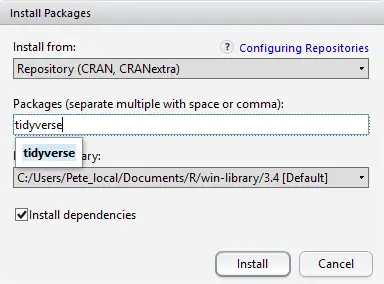 Install Packages
Install from:
? Configuring Repositories
Repository (CRAN, CRANextra)
Packages (separate multiple with space or comma):
tidyverse
tidyverse
ary:
C:/Users/Pete_local/Documents/R/win-library/3.4 [Default]
Install dependencies
Install
Cancel